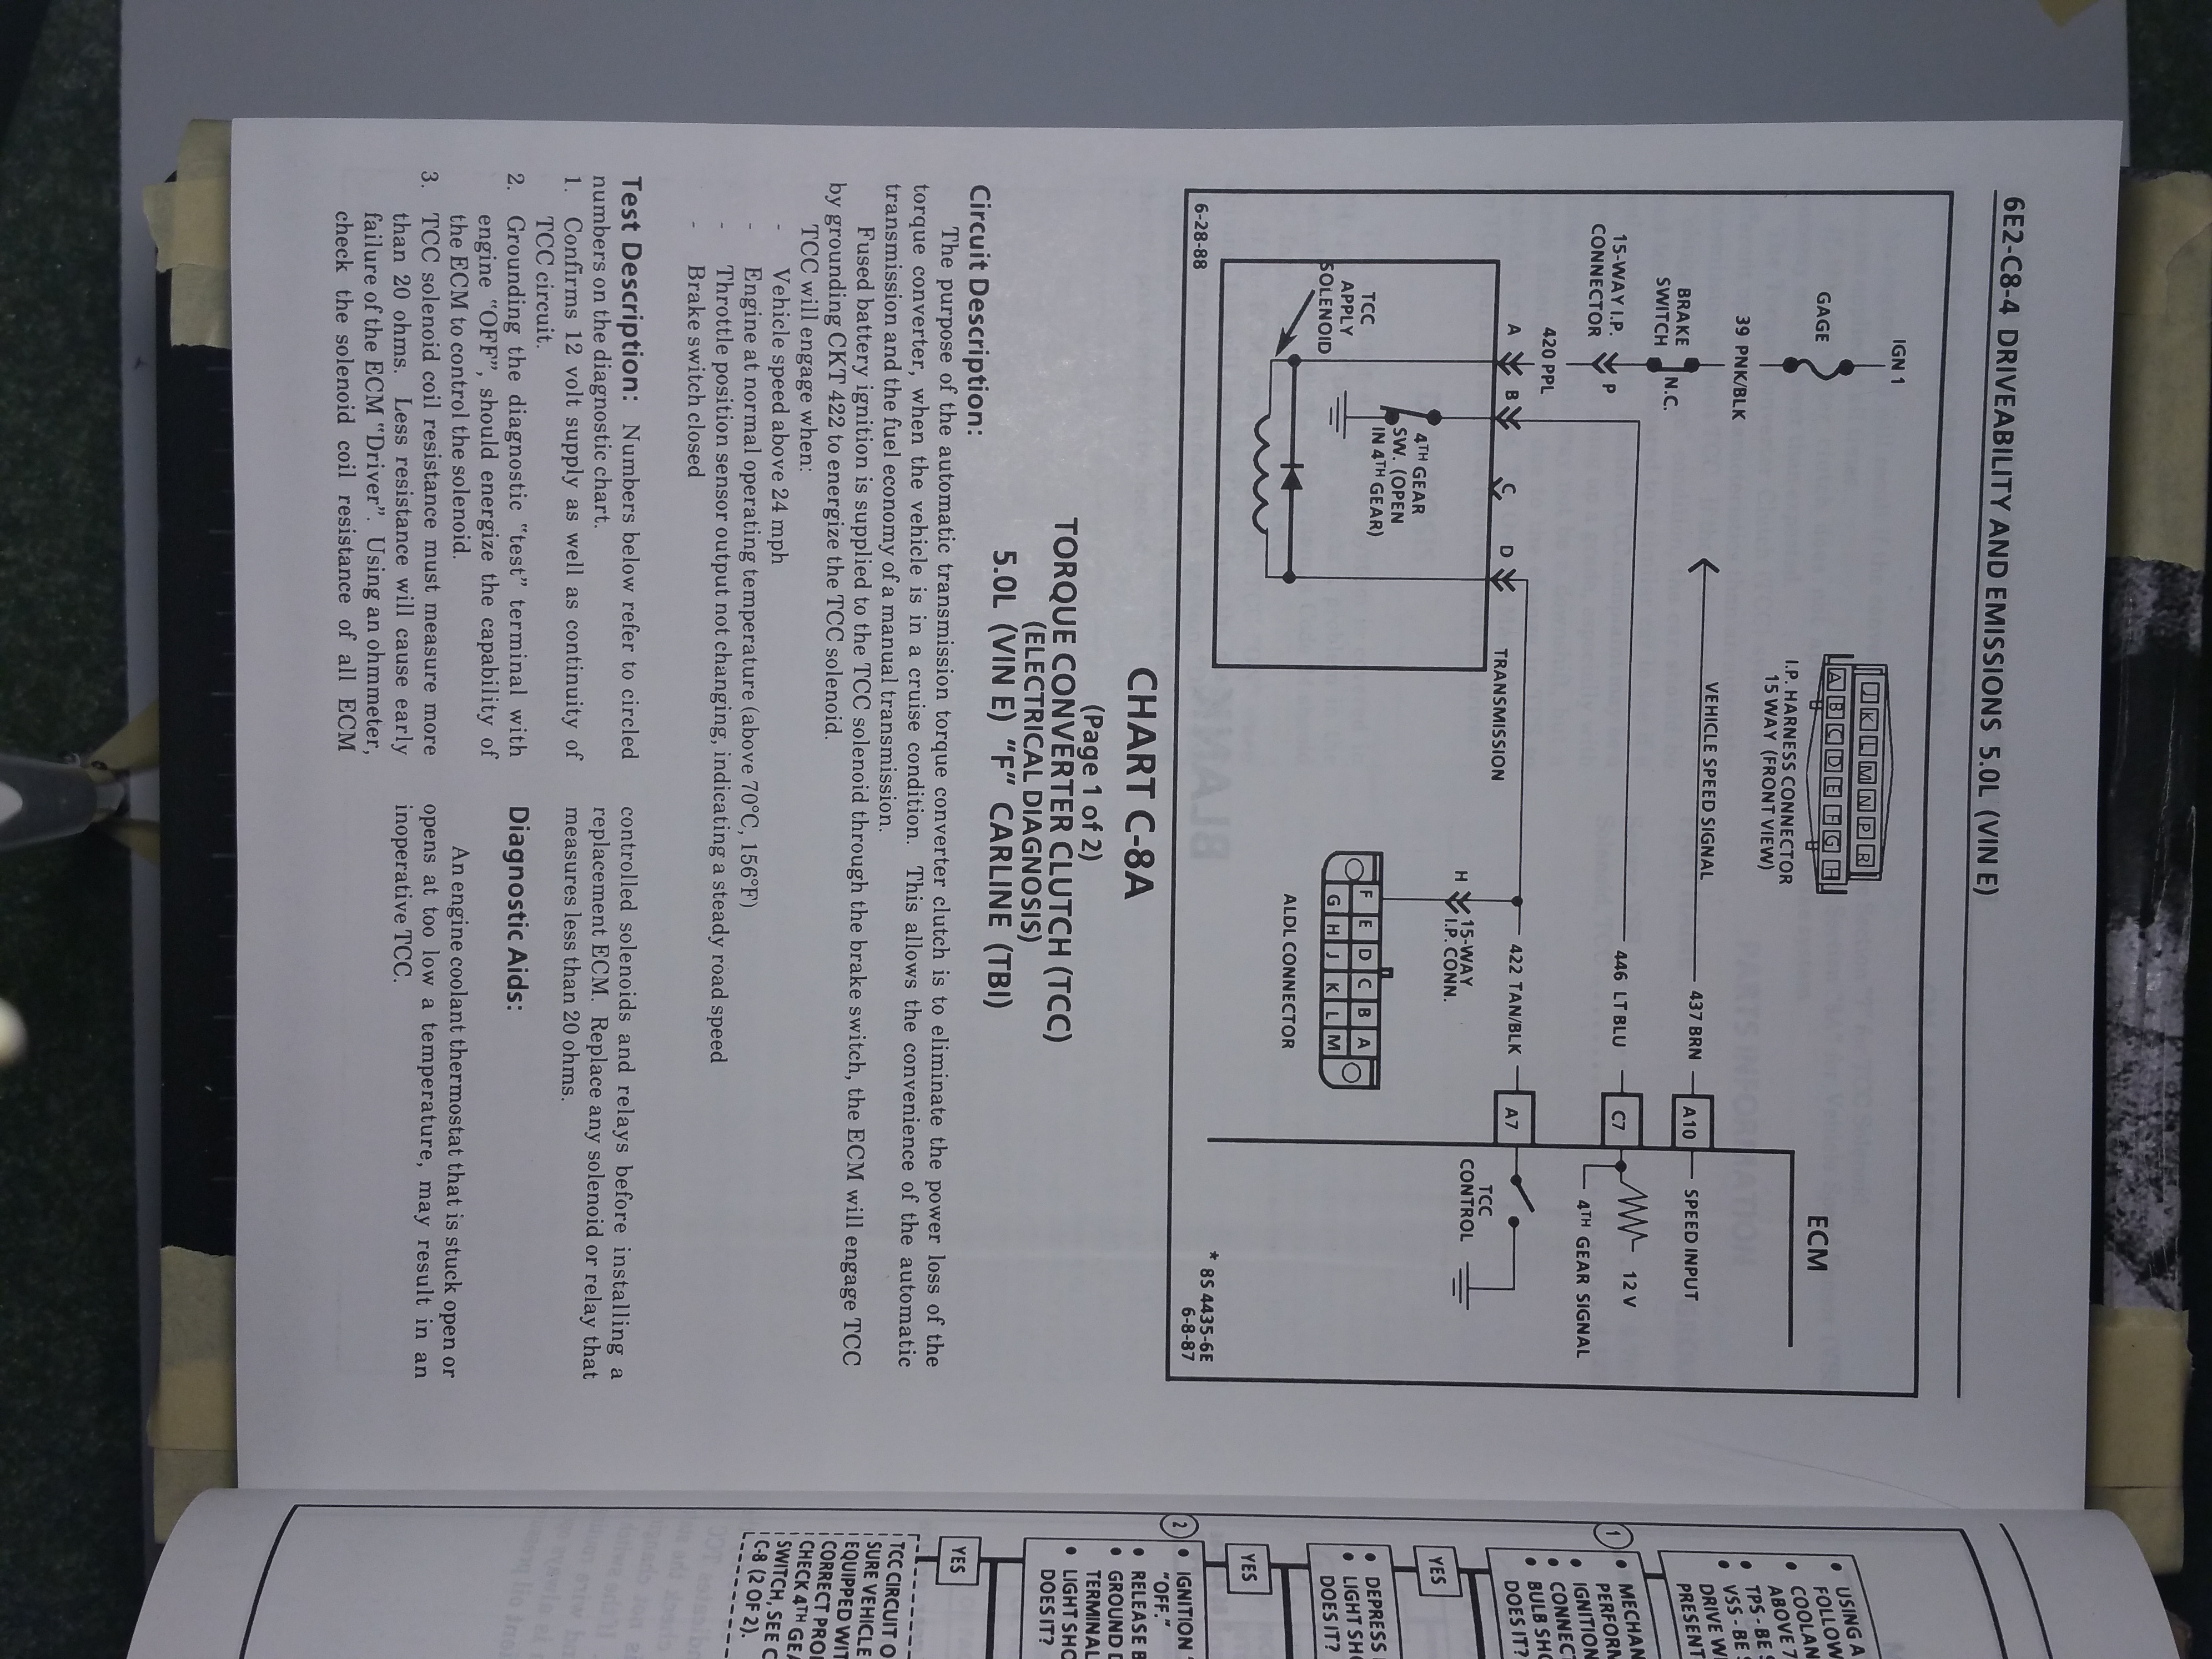 6E2-C8-4 DRIVEABILITY AND EMISSIONS 5.0L (VIN E)
IGN 1
GAGE
39 PNK/BLK
BRAKE
SWITCH
N.C.
15-WAY I.P.
CONNECTOR
P
420 PPL
A
B
C
D
TCC
APPLY
SOLENOID
4TH GEAR
SW. (OPEN
IN 4TH GEAR)
TRANSMISSION
6-28-88
J K L M N P R
A B C D E F G H
I.P. HARNESS CONNECTOR
15 WAY (FRONT VIEW)
VEHICLE SPEED SIGNAL
437 BRN
A10
SPEED INPUT
ECM
446 LT BLU
C7
12 V
4TH GEAR SIGNAL
422 TAN/BLK
A7
TCC
CONTROL
H
15-WAY
I.P. CONN.
F E D C B A
G H J K L M
ALDL CONNECTOR
* 8S 4435-6E
6-8-87
CHART C-8A
(Page 1 of 2)
TORQUE CONVERTER CLUTCH (TCC)
(ELECTRICAL DIAGNOSIS)
5.0L (VIN E) "F" CARLINE (TBI)
Circuit Description:
The purpose of the automatic transmission torque converter clutch is to eliminate the power loss of the
torque converter, when the vehicle is in a cruise condition. This allows the convenience of the automatic
transmission and the fuel economy of a manual transmission.
Fused battery ignition is supplied to the TCC solenoid through the brake switch, the ECM will engage TCC
by grounding CKT 422 to energize the TCC solenoid.
TCC will engage when:
- Vehicle speed above 24 mph
- Engine at normal operating temperature (above 70°C, 156°F)
- Throttle position sensor output not changing, indicating a steady road speed
- Brake switch closed
Test Description: Numbers below refer to circled
numbers on the diagnostic chart.
1. Confirms 12 volt supply as well as continuity of
TCC circuit.
2. Grounding the diagnostic "test" terminal with
engine "OFF", should energize the capability of
the ECM to control the solenoid.
3. TCC solenoid coil resistance must measure more
than 20 ohms. Less resistance will cause early
failure of the ECM "Driver". Using an ohmmeter,
check the solenoid coil resistance of all ECM
controlled solenoids and relays before installing a
replacement ECM. Replace any solenoid or relay that
measures less than 20 ohms.
Diagnostic Aids:
An engine coolant thermostat that is stuck open or
opens at too low a temperature, may result in an
inoperative TCC.
• USING A
FOLLOW
• COOLAN
ABOVE 7
• TPS - BE S
• VSS - BE
DRIVE W
PRESENT
1
• MECHAN
PERFORM
• IGNITION
• CONNECT
• BULB SHO
DOES IT?
YES
• DEPRESS
• LIGHT SHO
DOES IT?
YES
2
• IGNITION
"OFF."
• RELEASE B
• GROUND D
TERMINAL
• LIGHT SHO
DOES IT?
YES
TCC CIRCUIT O
SURE VEHICLE
EQUIPPED WIT
CORRECT PRO
CHECK 4TH GEA
SWITCH, SEE C
C-8 (2 OF 2).